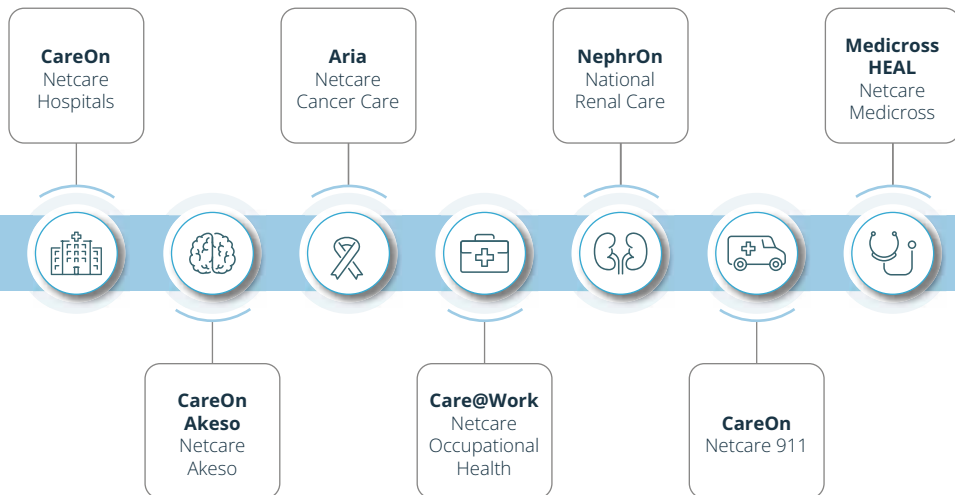 CareOn
Netcare
Hospitals
Aria
Netcare
Cancer Care
NephrOn
National
Renal Care
Medicross
HEAL
Netcare
Medicross
CareOn
Akeso
Netcare
Akeso
Care@Work
Netcare
Occupational
Health
CareOn
Netcare 911